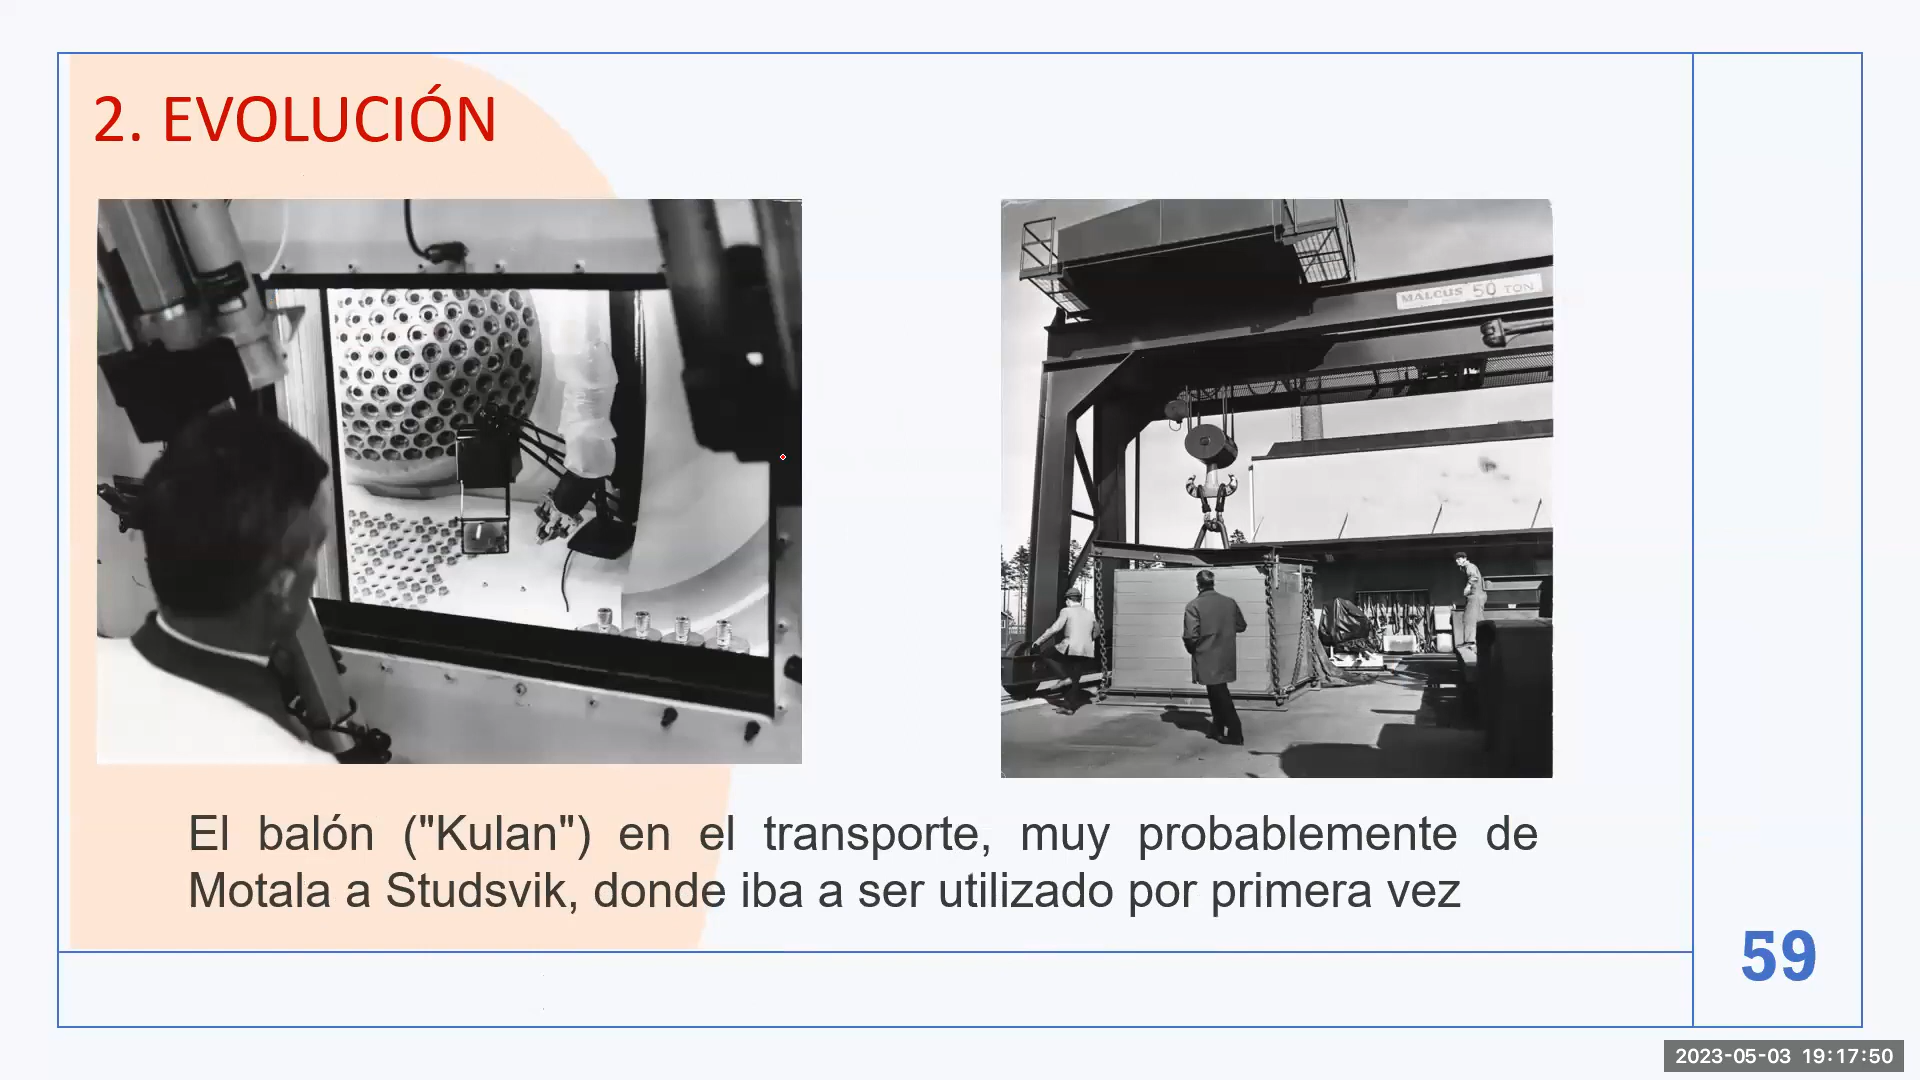 2. EVOLUCIÓN
MALCUS 50 TON
El balón ("Kulan") en el transporte, muy probablemente de
Motala a Studsvik, donde iba a ser utilizado por primera vez
59
2023-05-03 19:17:50